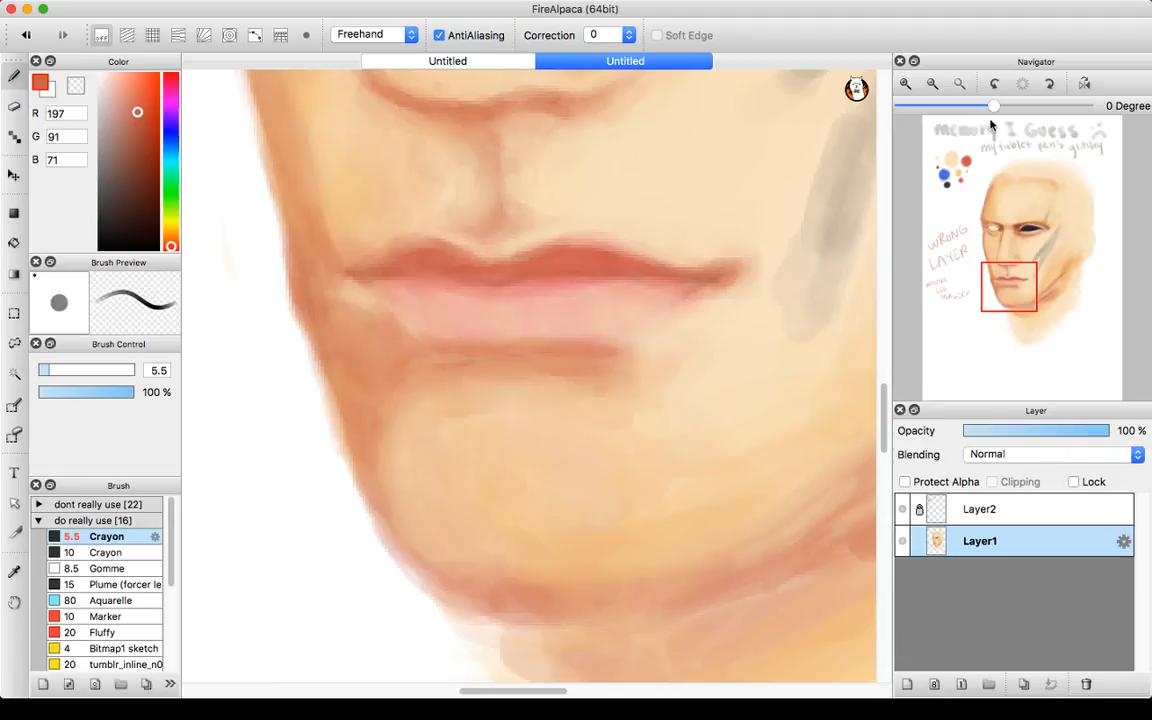 FireAlpaca (64bit)
off Freehand AntiAliasing Correction 0 Soft Edge
Color
Untitled Untitled
Navigator
R 197
G 91
B 71
0 Degree
memory I Guess
my tablet pen's glitchy
WRONG
LAYER
Brush Preview
Brush Control
5.5
100 %
Brush
dont really use [22]
do really use [16]
5.5 Crayon
10 Crayon
8.5 Gomme
15 Plume (forcer le
80 Aquarelle
10 Marker
20 Fluffy
4 Bitmap1 sketch
20 tumblr_inline_n0
Layer
Opacity 100 %
Blending Normal
Protect Alpha Clipping Lock
Layer2
Layer1
T